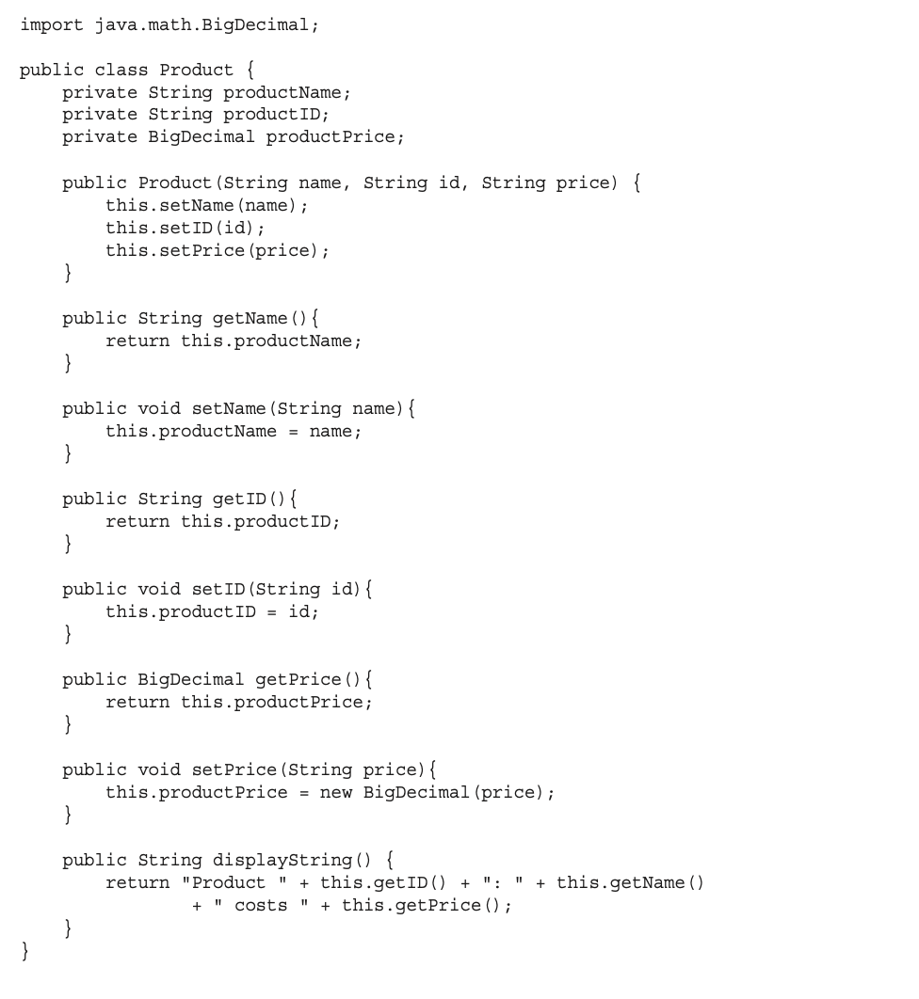 import java.math.BigDecimal;

public class Product {
    private String productName;
    private String productID;
    private BigDecimal productPrice;

    public Product(String name, String id, String price) {
        this.setName(name);
        this.setID(id);
        this.setPrice(price);
    }

    public String getName(){
        return this.productName;
    }

    public void setName(String name){
        this.productName = name;
    }

    public String getID(){
        return this.productID;
    }

    public void setID(String id){
        this.productID = id;
    }

    public BigDecimal getPrice(){
        return this.productPrice;
    }

    public void setPrice(String price){
        this.productPrice = new BigDecimal(price);
    }

    public String displayString() {
        return "Product " + this.getID() + ": " + this.getName()
                + " costs " + this.getPrice();
    }
}